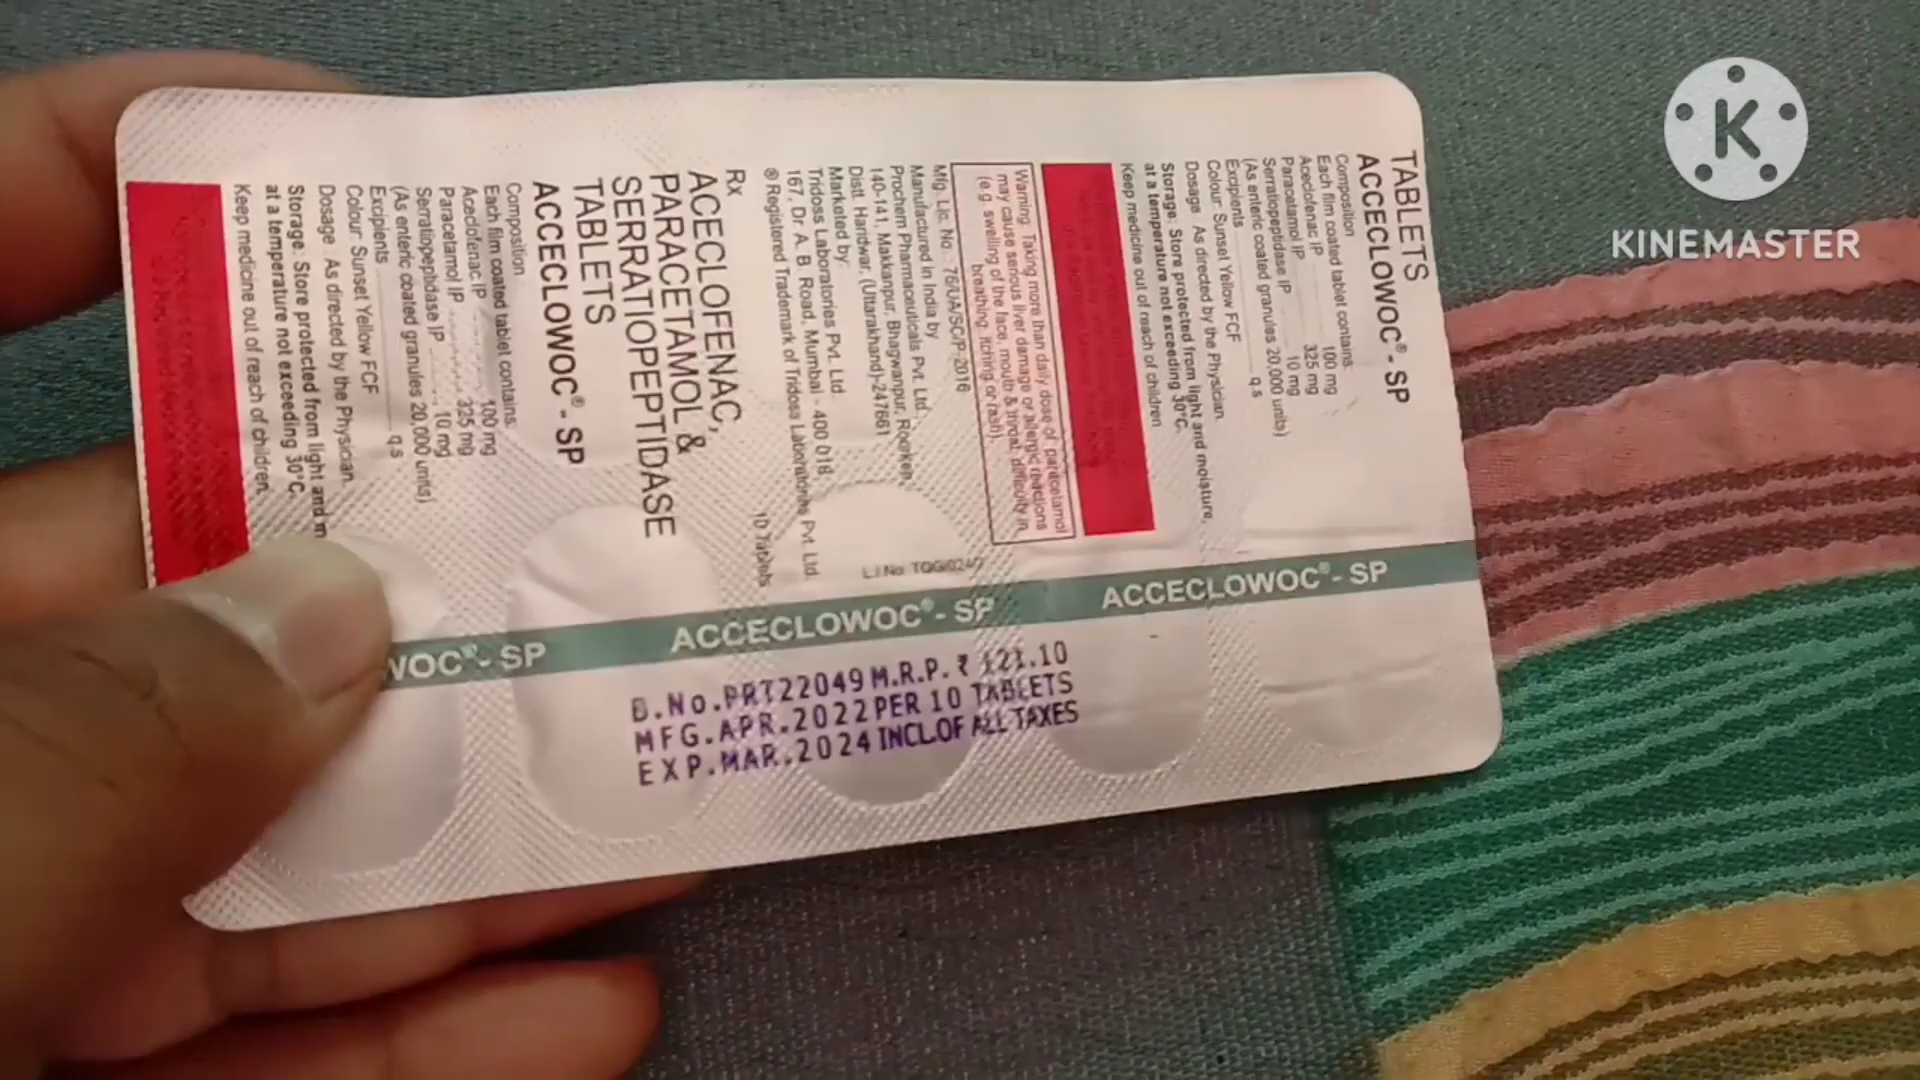 KINEMASTER
Rx
ACECLOFENAC,
PARACETAMOL &
SERRATIOPEPTIDASE
TABLETS
ACCECLOWOC® - SP
Composition
Each film coated tablet contains:
Aceclofenac IP ........ 100 mg
Paracetamol IP ........ 325 mg
Serratiopeptidase IP ........ 10 mg
(As enteric coated granules 20,000 units)
Excipients ........ q.s
Colour: Sunset Yellow FCF
Dosage : As directed by the Physician.
Storage: Store protected from light and m
at a temperature not exceeding 30°C.
Keep medicine out of reach of children.
10 Tablets
® Registered Trademark of Tridoss Laboratories Pvt. Ltd.
167, Dr. A. B. Road, Mumbai - 400 018.
Tridoss Laboratories Pvt. Ltd.
Marketed by:
Distt. Haridwar, (Uttarakhand)-247661
140-141, Makkanpur, Bhagwanpur, Roorkee,
Prochem Pharmaceuticals Pvt. Ltd.
Manufactured in India by
Mfg. Lic. No.: 76/UA/SC/P-2016
Warning: Taking more than daily dose of paracetamol
may cause serious liver damage or allergic reactions
(e.g. swelling of the face, mouth & throat, difficulty in
breathing, itching or rash).
TABLETS
ACCECLOWOC® - SP
Composition
Each film coated tablet contains:
Aceclofenac IP ........ 100 mg
Paracetamol IP ........ 325 mg
Serratiopeptidase IP ........ 10 mg
(As enteric coated granules 20,000 units)
Excipients ........ q.s
Colour: Sunset Yellow FCF
Dosage : As directed by the Physician.
Storage: Store protected from light and moisture,
at a temperature not exceeding 30°C.
Keep medicine out of reach of children
WOC® - SP
ACCECLOWOC® - SP
ACCECLOWOC® - SP
B.No.PRT22049 M.R.P. ₹ 121.10
MFG.APR.2022 PER 10 TABLETS
EXP.MAR.2024 INCL.OF ALL TAXES